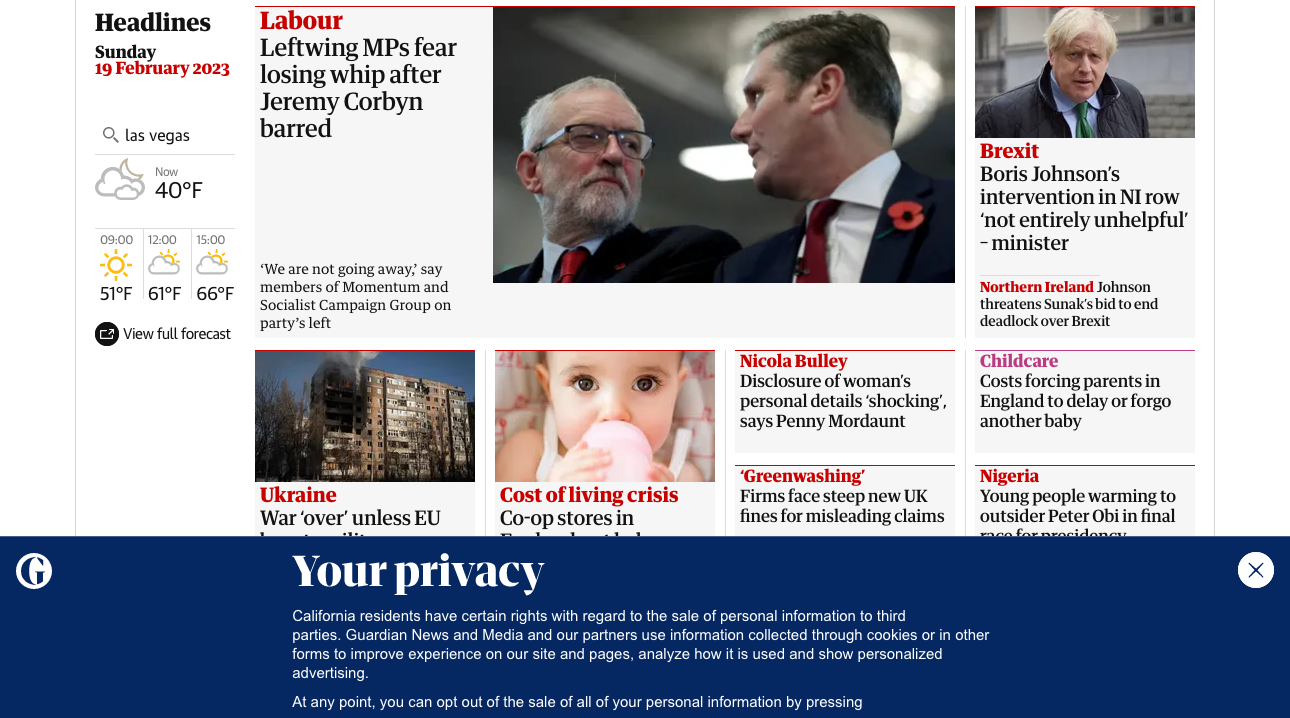 Headlines
Sunday
19 February 2023
las vegas
Now
40°F
09:00
12:00
15:00
51°F
61°F
66°F
View full forecast
Labour
Leftwing MPs fear
losing whip after
Jeremy Corbyn
barred
‘We are not going away,’ say
members of Momentum and
Socialist Campaign Group on
party’s left
Brexit
Boris Johnson’s
intervention in NI row
‘not entirely unhelpful’
– minister
Northern Ireland Johnson
threatens Sunak’s bid to end
deadlock over Brexit
Ukraine
War ‘over’ unless EU
Cost of living crisis
Co-op stores in
Nicola Bulley
Disclosure of woman’s
personal details ‘shocking’,
says Penny Mordaunt
‘Greenwashing’
Firms face steep new UK
fines for misleading claims
Childcare
Costs forcing parents in
England to delay or forgo
another baby
Nigeria
Young people warming to
outsider Peter Obi in final
race for presidency
Your privacy
California residents have certain rights with regard to the sale of personal information to third
parties. Guardian News and Media and our partners use information collected through cookies or in other
forms to improve experience on our site and pages, analyze how it is used and show personalized
advertising.
At any point, you can opt out of the sale of all of your personal information by pressing